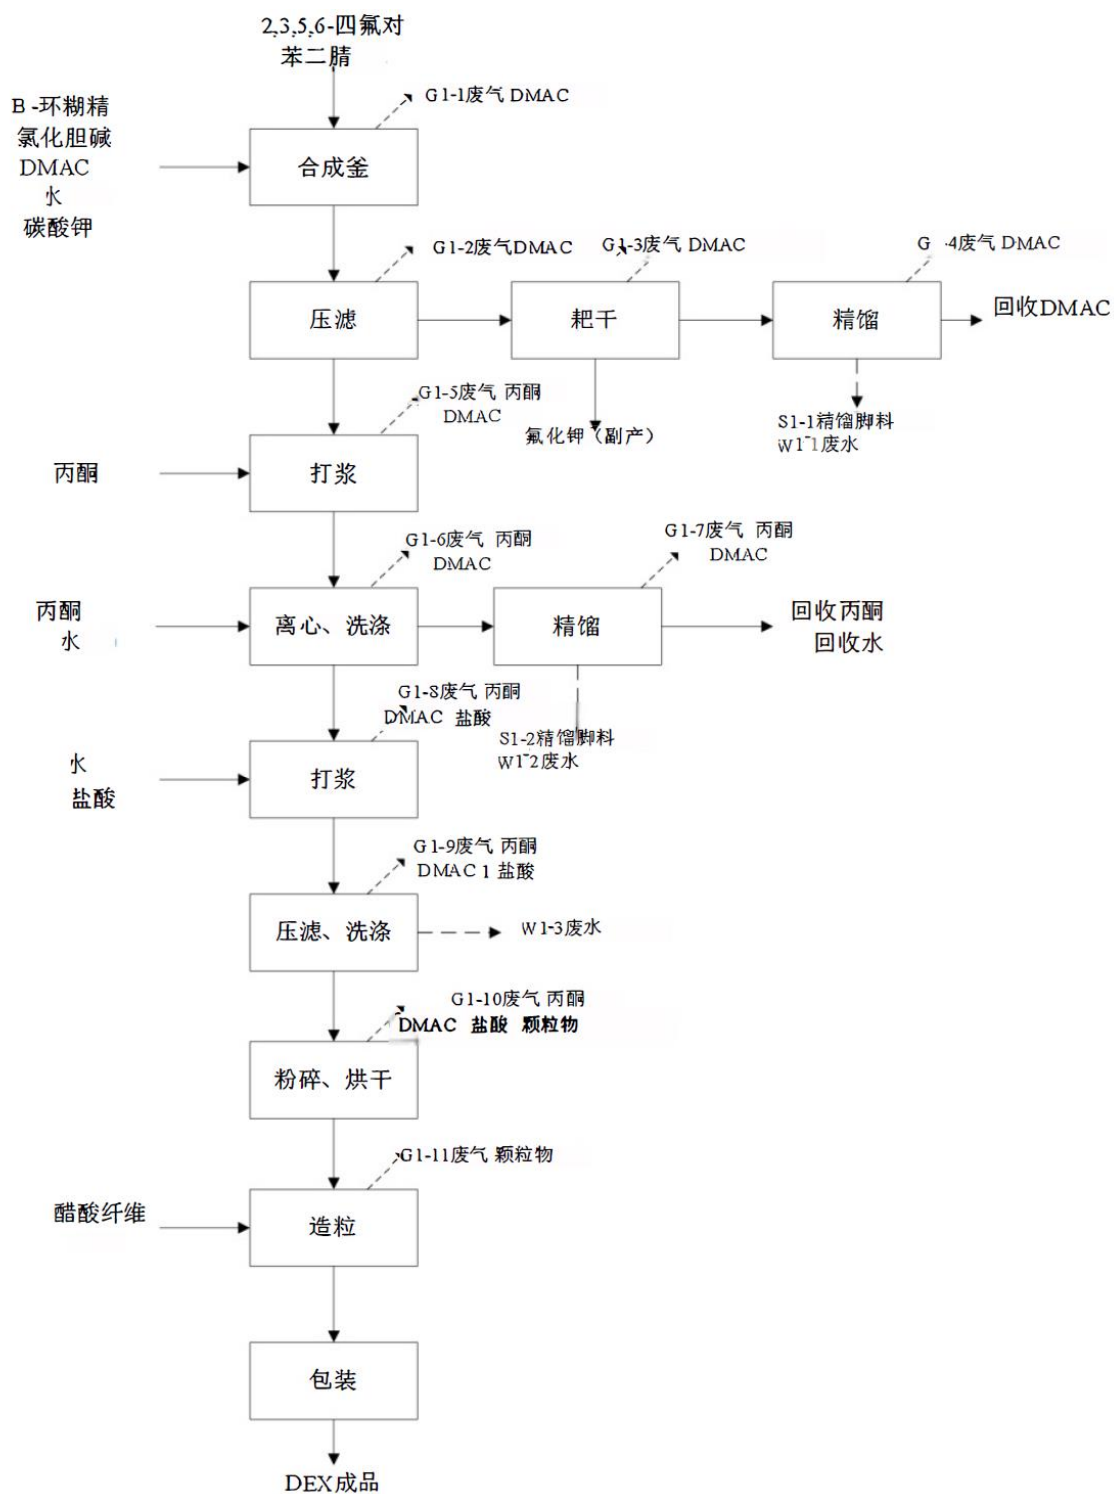 2,3,5,6-四氟对
苯二腈
G1-1废气 DMAC
B -环糊精
氯化胆碱
DMAC
水
碳酸钾
合成釜
G1-2废气DMAC
G1-3废气 DMAC
G -4废气 DMAC
压滤
耙干
精馏
回收DMAC
G1-5废气 丙酮
DMAC
氟化钾（副产）
S1-1精馏脚料
W1-1废水
丙酮
打浆
G1-6废气 丙酮
DMAC
G1-7废气 丙酮
DMAC
丙酮
水
离心、洗涤
精馏
回收丙酮
回收水
G1-8废气 丙酮
DMAC 盐酸
S1-2精馏脚料
W1-2废水
水
盐酸
打浆
G1-9废气 丙酮
DMAC 1 盐酸
压滤、洗涤
W1-3废水
G1-10废气 丙酮
DMAC 盐酸 颗粒物
粉碎、烘干
G1-11废气 颗粒物
醋酸纤维
造粒
包装
DEX成品